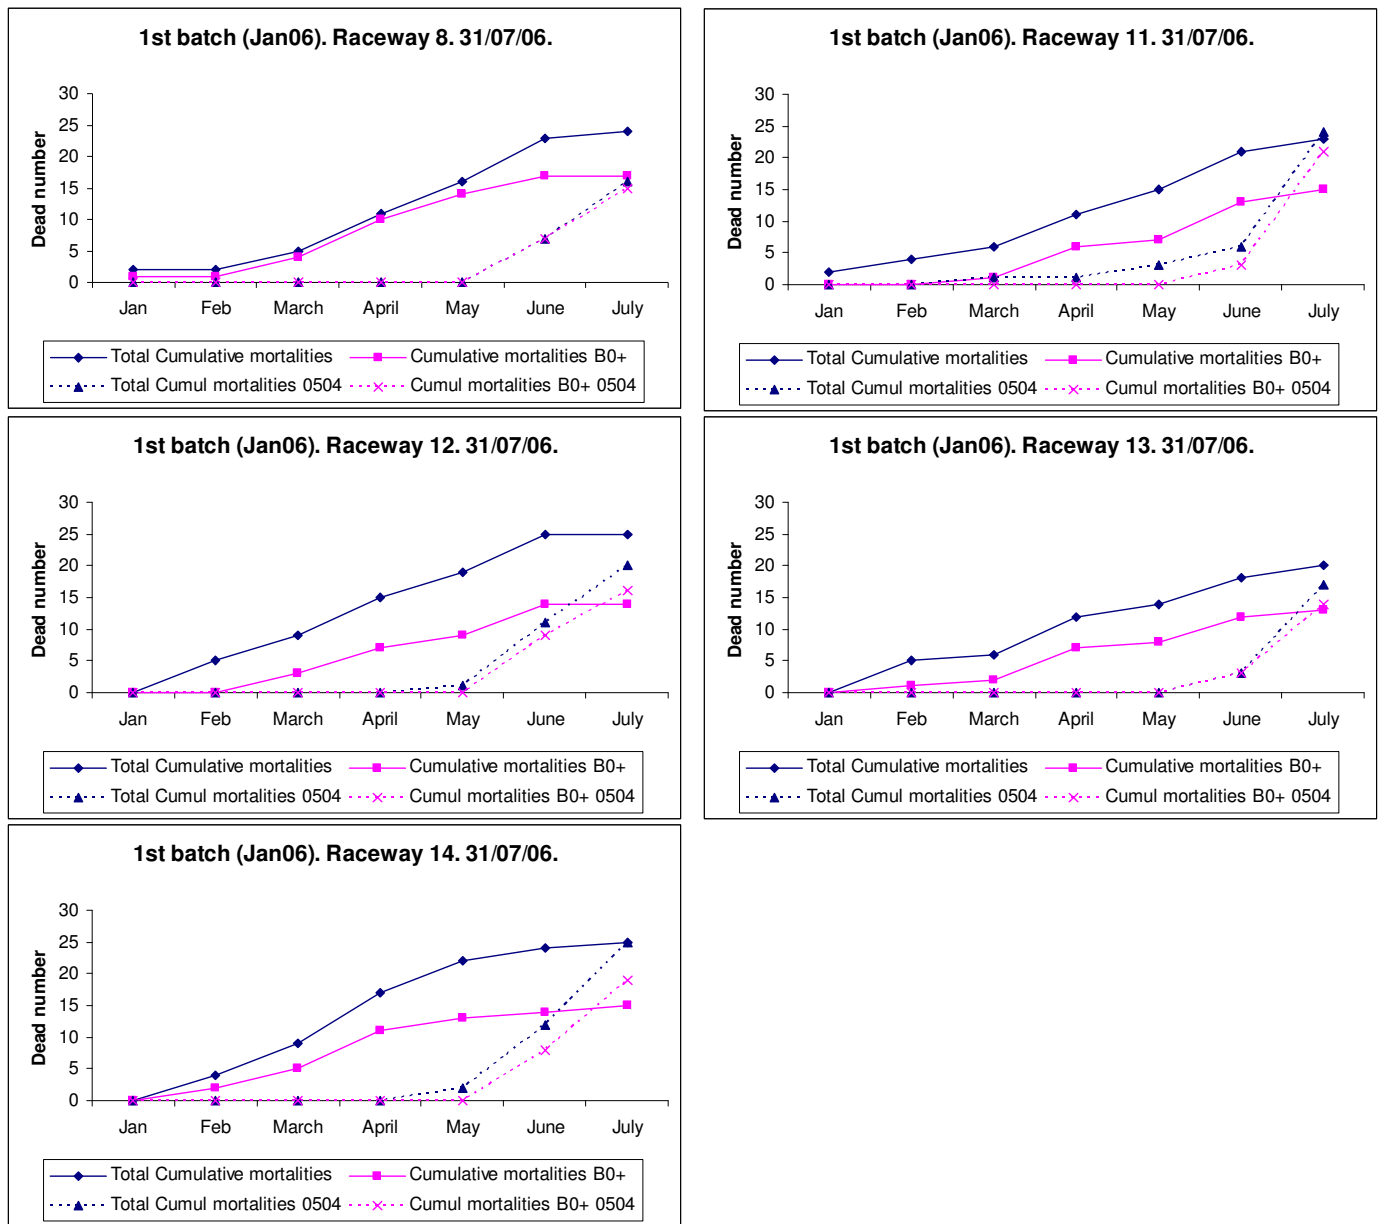 1st batch (Jan06). Raceway 8. 31/07/06.
Dead number
30
25
20
15
10
5
0
Jan Feb March April May June July
Total Cumulative mortalities Cumulative mortalities B0+
Total Cumul mortalities 0504 Cumul mortalities B0+ 0504
1st batch (Jan06). Raceway 11. 31/07/06.
Dead number
30
25
20
15
10
5
0
Jan Feb March April May June July
Total Cumulative mortalities Cumulative mortalities B0+
Total Cumul mortalities 0504 Cumul mortalities B0+ 0504
1st batch (Jan06). Raceway 12. 31/07/06.
Dead number
30
25
20
15
10
5
0
Jan Feb March April May June July
Total Cumulative mortalities Cumulative mortalities B0+
Total Cumul mortalities 0504 Cumul mortalities B0+ 0504
1st batch (Jan06). Raceway 13. 31/07/06.
Dead number
30
25
20
15
10
5
0
Jan Feb March April May June July
Total Cumulative mortalities Cumulative mortalities B0+
Total Cumul mortalities 0504 Cumul mortalities B0+ 0504
1st batch (Jan06). Raceway 14. 31/07/06.
Dead number
30
25
20
15
10
5
0
Jan Feb March April May June July
Total Cumulative mortalities Cumulative mortalities B0+
Total Cumul mortalities 0504 Cumul mortalities B0+ 0504